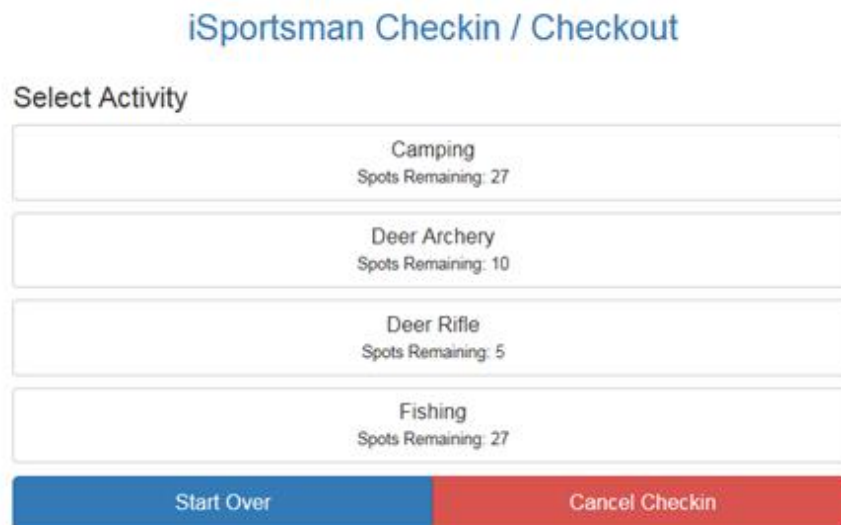 iSportsman Checkin / Checkout
Select Activity
Camping
Spots Remaining: 27
Deer Archery
Spots Remaining: 10
Deer Rifle
Spots Remaining: 5
Fishing
Spots Remaining: 27
Start Over
Cancel Checkin